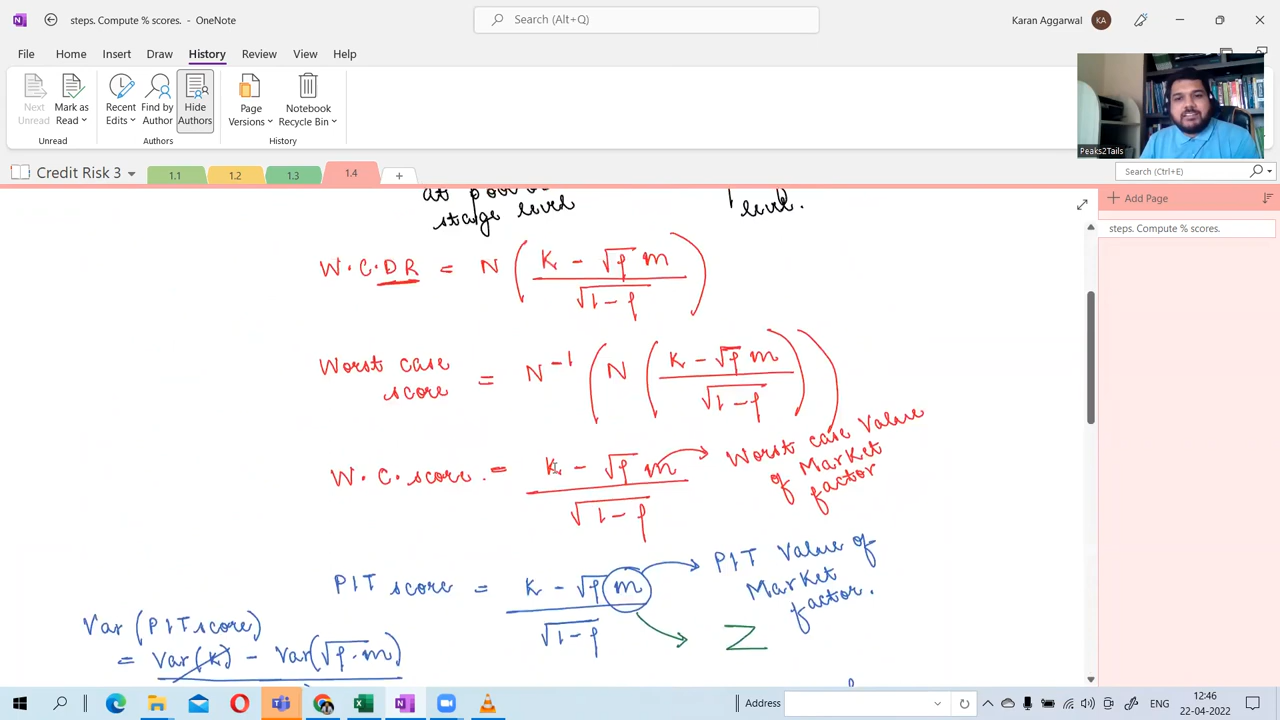 steps. Compute % scores. - OneNote
Search (Alt+Q)
Karan Aggarwal
KA
File Home Insert Draw History Review View Help
Next Unread
Mark as Read
Recent Edits
Find by Author
Hide Authors
Page Versions
Notebook Recycle Bin
Unread
Authors
History
Peaks2Tails
Credit Risk 3
1.1
1.2
1.3
1.4
Search (Ctrl+E)
Add Page
steps. Compute % scores.
stage level
level.
W.C.DR = N ( (K - √ρ m) / √(1-ρ) )
Worst case score = N^-1 ( N ( (K - √ρ m) / √(1-ρ) ) )
W.C.score. = (K - √ρ m) / √(1-ρ)
Worst case Value of Market factor
PIT score = (K - √ρ m) / √(1-ρ)
PIT Value of Market factor.
Z
Var (PIT score)
= Var(K) - Var(√ρ.m)
Address
ENG
12:46
22-04-2022